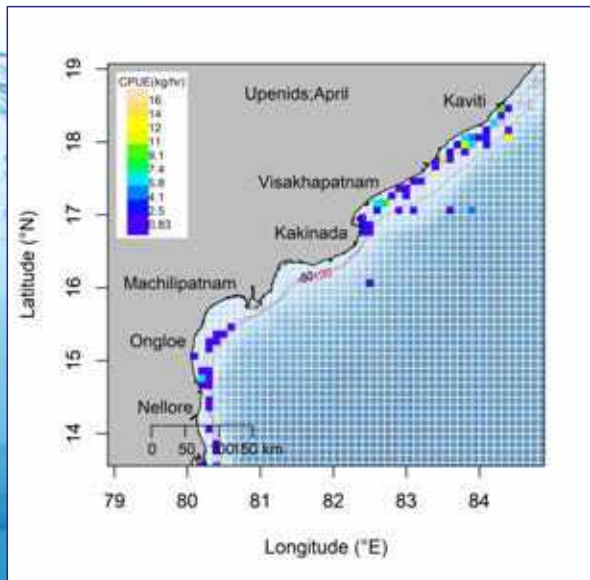 19
18
17
16
15
14
Latitude (°N)
CPUE(kg/hr)
16
14
12
11
9.1
7.4
5.8
4.1
2.5
0.83
Upenids;April
Kaviti
Visakhapatnam
Kakinada
Machilipatnam
Ongloe
Nellore
-50
-100
0 50 100 150 km
79 80 81 82 83 84
Longitude (°E)